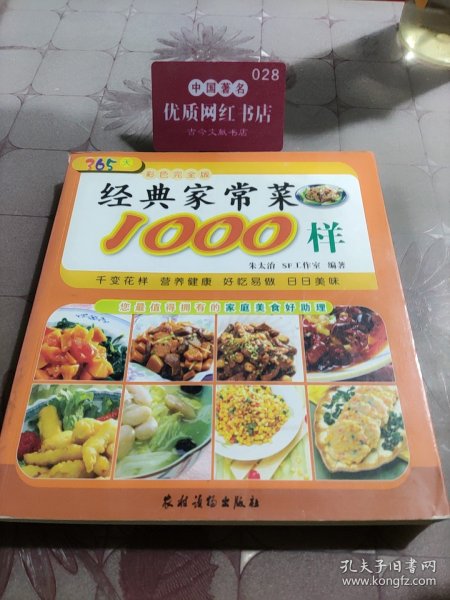 028
中国著名
优质网红书店
古今文献书店
365天
彩色完全版
经典家常菜
1000样
朱太治 SF工作室 编著
千变花样 营养健康 好吃易做 日日美味
您最值得拥有的家庭美食好助理
农村读物出版社
孔夫子旧书网
www.kongfz.com